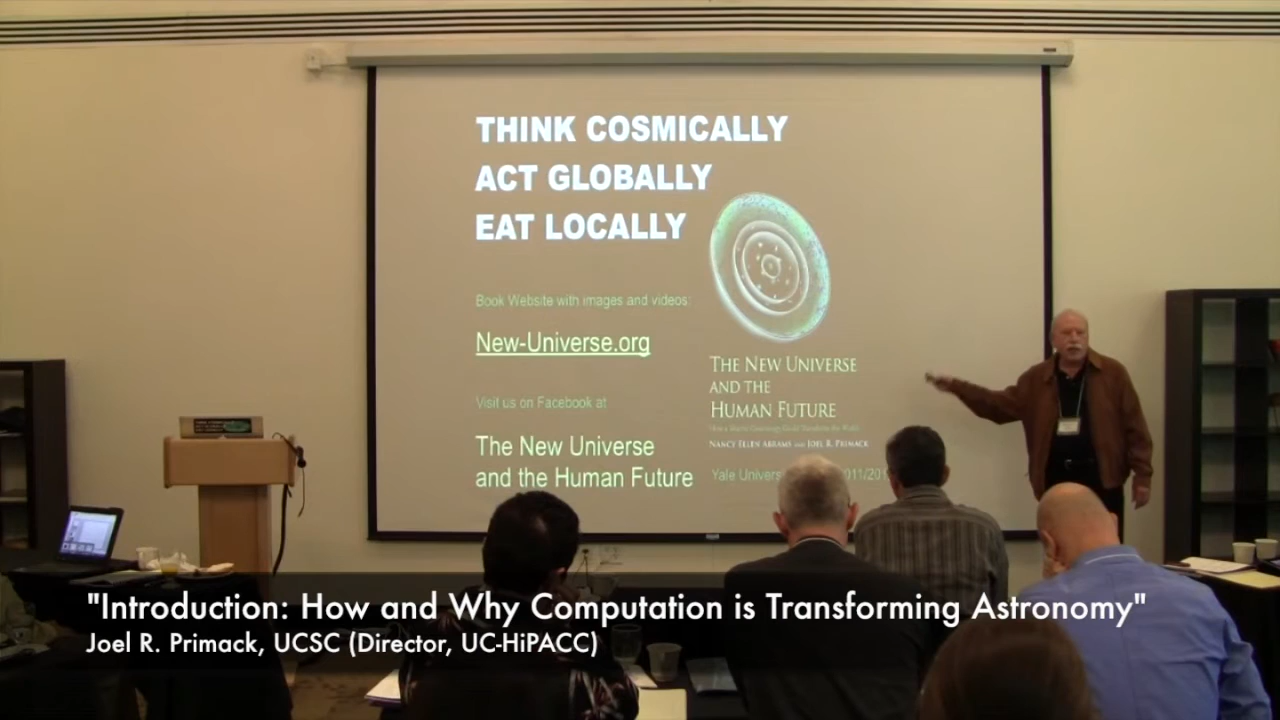 THINK COSMICALLY
ACT GLOBALLY
EAT LOCALLY
Book Website with images and videos:
New-Universe.org
Visit us on Facebook at
The New Universe
and the Human Future
THE NEW UNIVERSE
AND THE
HUMAN FUTURE
NANCY ELLEN ABRAMS AND JOEL R. PRIMACK
Yale 2011/
"Introduction: How and Why Computation is Transforming Astronomy"
Joel R. Primack, UCSC (Director, UC-HiPACC)